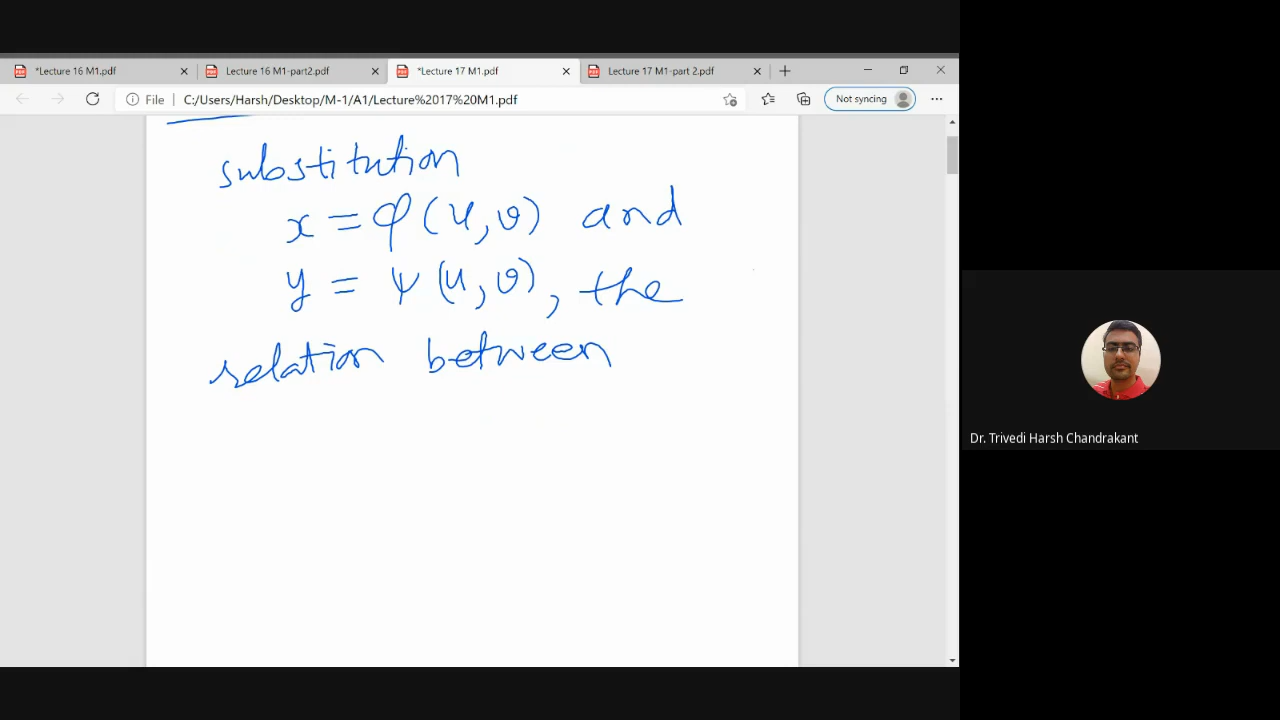 *Lecture 16 M1.pdf
Lecture 16 M1-part2.pdf
*Lecture 17 M1.pdf
Lecture 17 M1-part 2.pdf
File
C:/Users/Harsh/Desktop/M-1/A1/Lecture%2017%20M1.pdf
Not syncing
substitution
x = φ(u,v) and
y = ψ(u,v), the
relation between
Dr. Trivedi Harsh Chandrakant